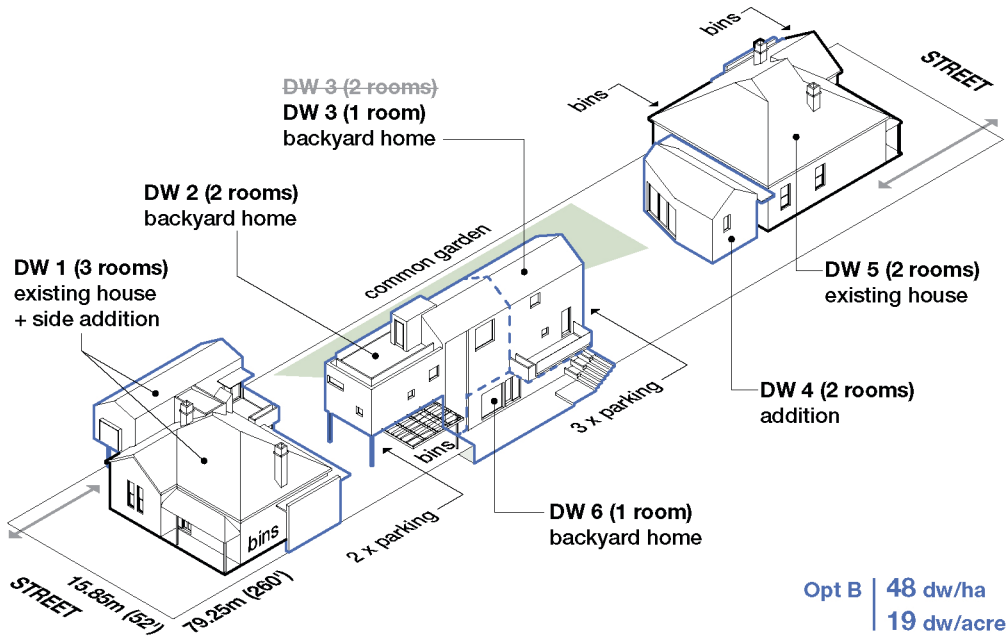 bins
STREET
bins
DW 3 (2 rooms)
DW 3 (1 room)
backyard home
DW 2 (2 rooms)
backyard home
common garden
DW 1 (3 rooms)
existing house
+ side addition
DW 5 (2 rooms)
existing house
DW 4 (2 rooms)
addition
3 x parking
bins
DW 6 (1 room)
backyard home
2 x parking
bins
STREET
15.85m (52')
79.25m (260')
Opt B
48 dw/ha
19 dw/acre